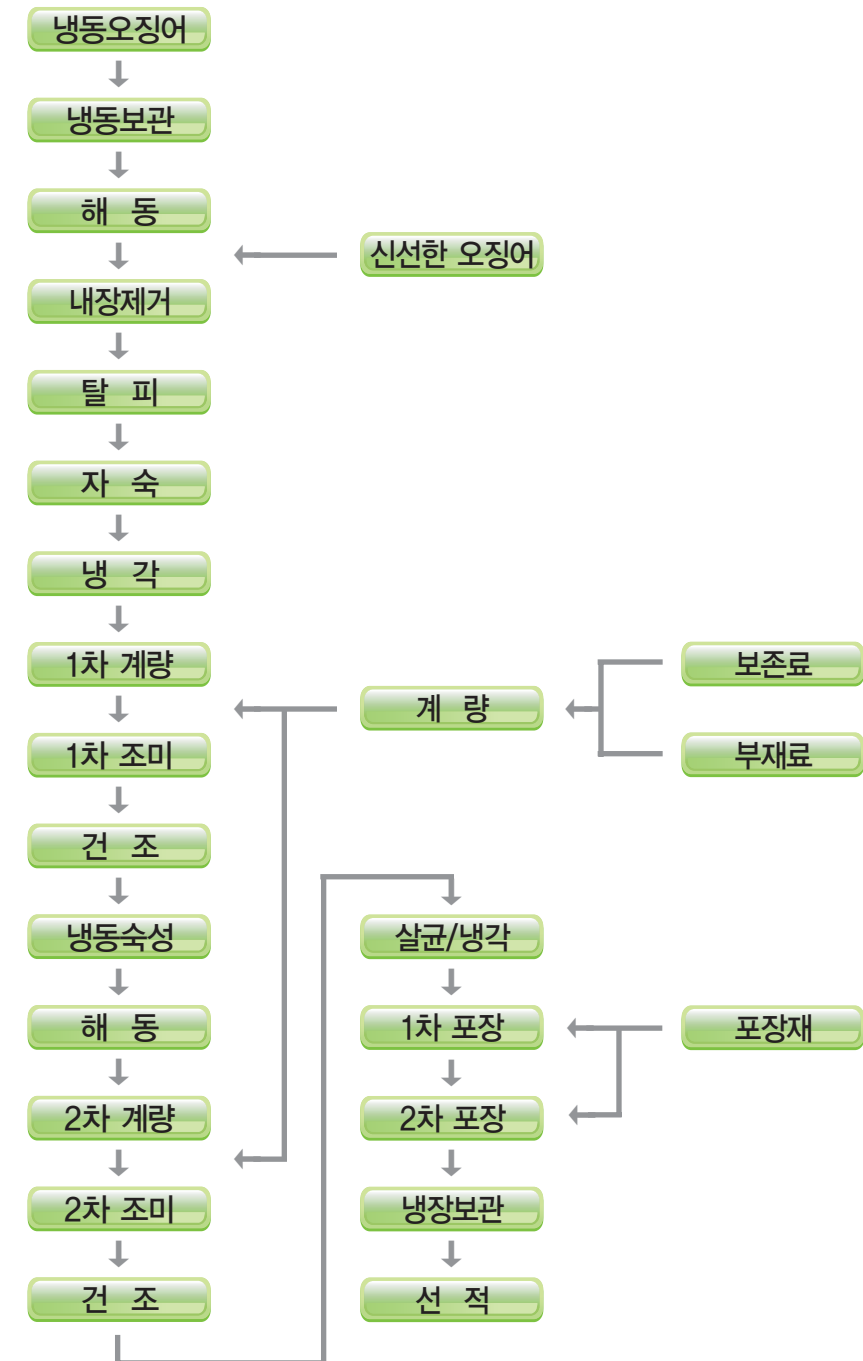 냉동오징어
냉동보관
해 동
신선한 오징어
내장제거
탈 피
자 숙
냉 각
1차 계량
보존료
계 량
1차 조미
부재료
건 조
냉동숙성
살균/냉각
해 동
1차 포장
포장재
2차 계량
2차 포장
2차 조미
냉장보관
건 조
선 적